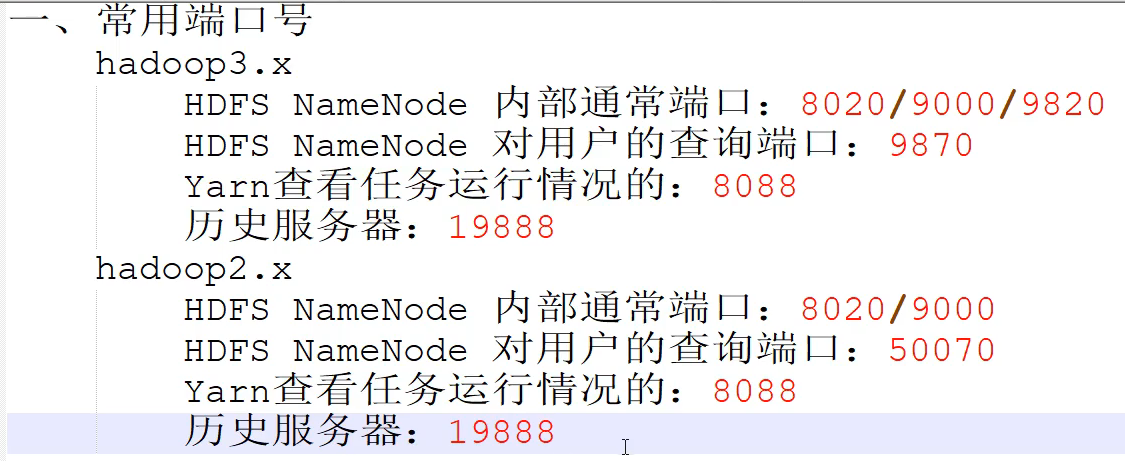 一、常用端口号
hadoop3.x
HDFS NameNode 内部通常端口：8020/9000/9820
HDFS NameNode 对用户的查询端口：9870
Yarn查看任务运行情况的：8088
历史服务器：19888
hadoop2.x
HDFS NameNode 内部通常端口：8020/9000
HDFS NameNode 对用户的查询端口：50070
Yarn查看任务运行情况的：8088
历史服务器：19888